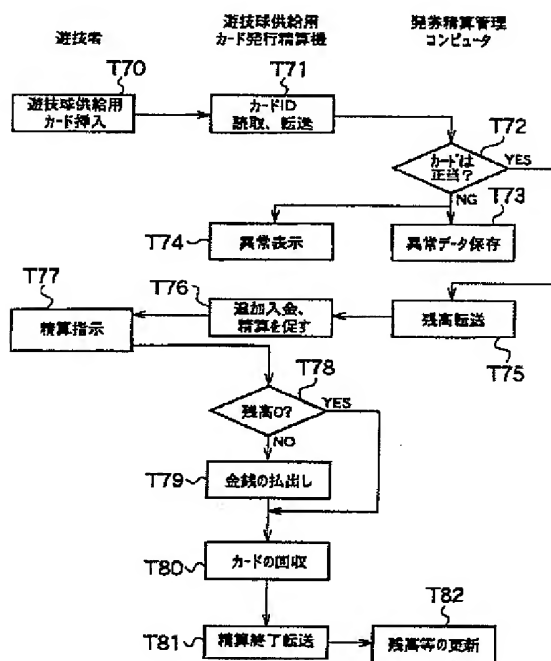 遊技者
遊技球供給用
カード発行精算機
発券精算管理
コンピュータ
T70
遊技球供給用
カード挿入
T71
カードID
読取、転送
T72
カードは
正当?
YES
NG
T73
異常データ保存
T74
異常表示
T75
残高転送
T76
追加入金、
精算を促す
T77
精算指示
T78
残高0?
YES
NO
T79
金銭の払出し
T80
カードの回収
T81
精算終了転送
T82
残高等の更新